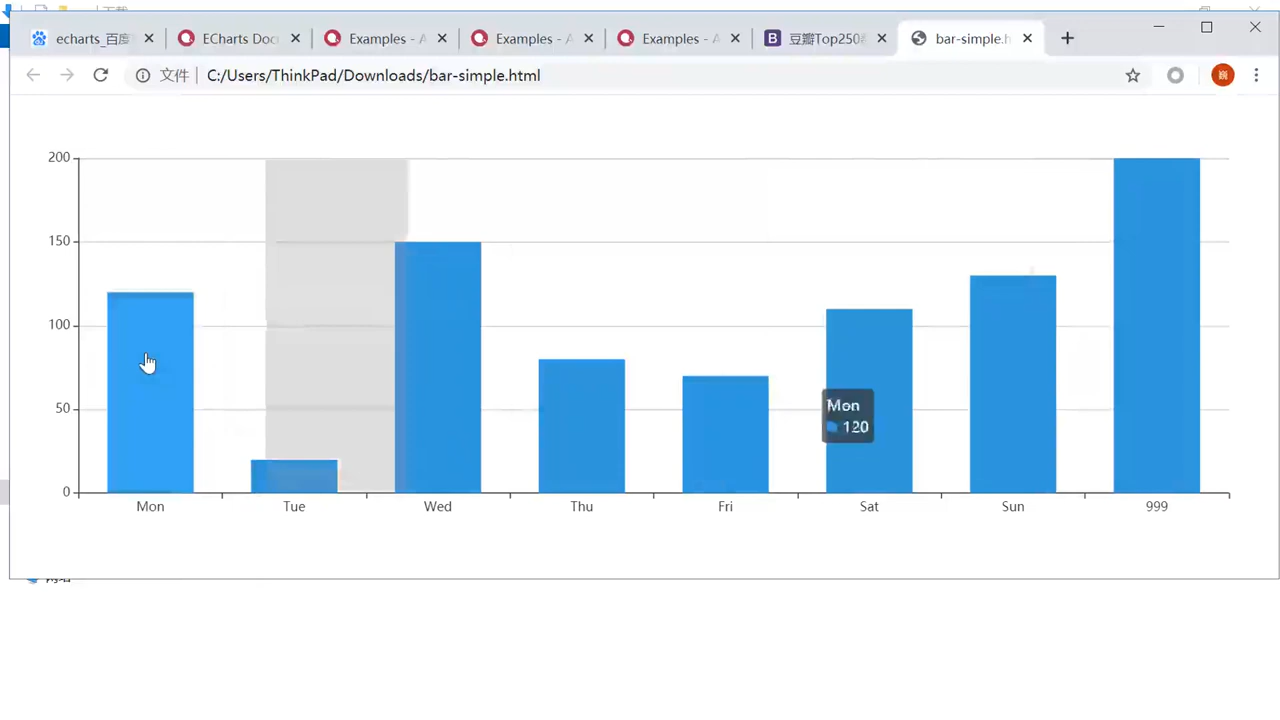 echarts_百度
ECharts Doc
Examples - A
Examples - A
Examples - A
B
豆瓣Top250
bar-simple.h
文件
C:/Users/ThinkPad/Downloads/bar-simple.html
巍
200
150
100
50
0
Mon
120
Mon
Tue
Wed
Thu
Fri
Sat
Sun
999